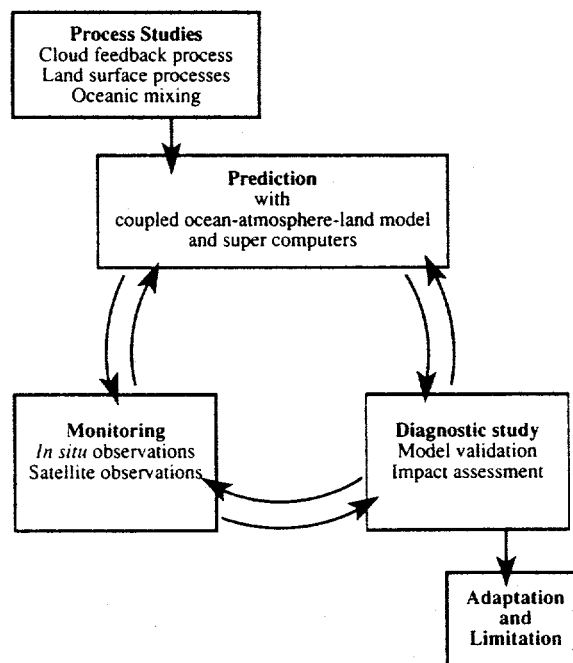 Process Studies
Cloud feedback process
Land surface processes
Oceanic mixing
Prediction
with
coupled ocean-atmosphere-land model
and super computers
Monitoring
In situ observations
Satellite observations
Diagnostic study
Model validation
Impact assessment
Adaptation
and
Limitation